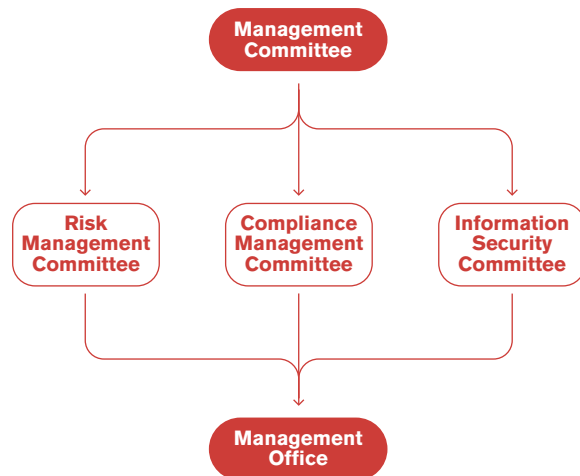 Management
Committee
Risk
Management
Committee
Compliance
Management
Committee
Information
Security
Committee
Management
Office